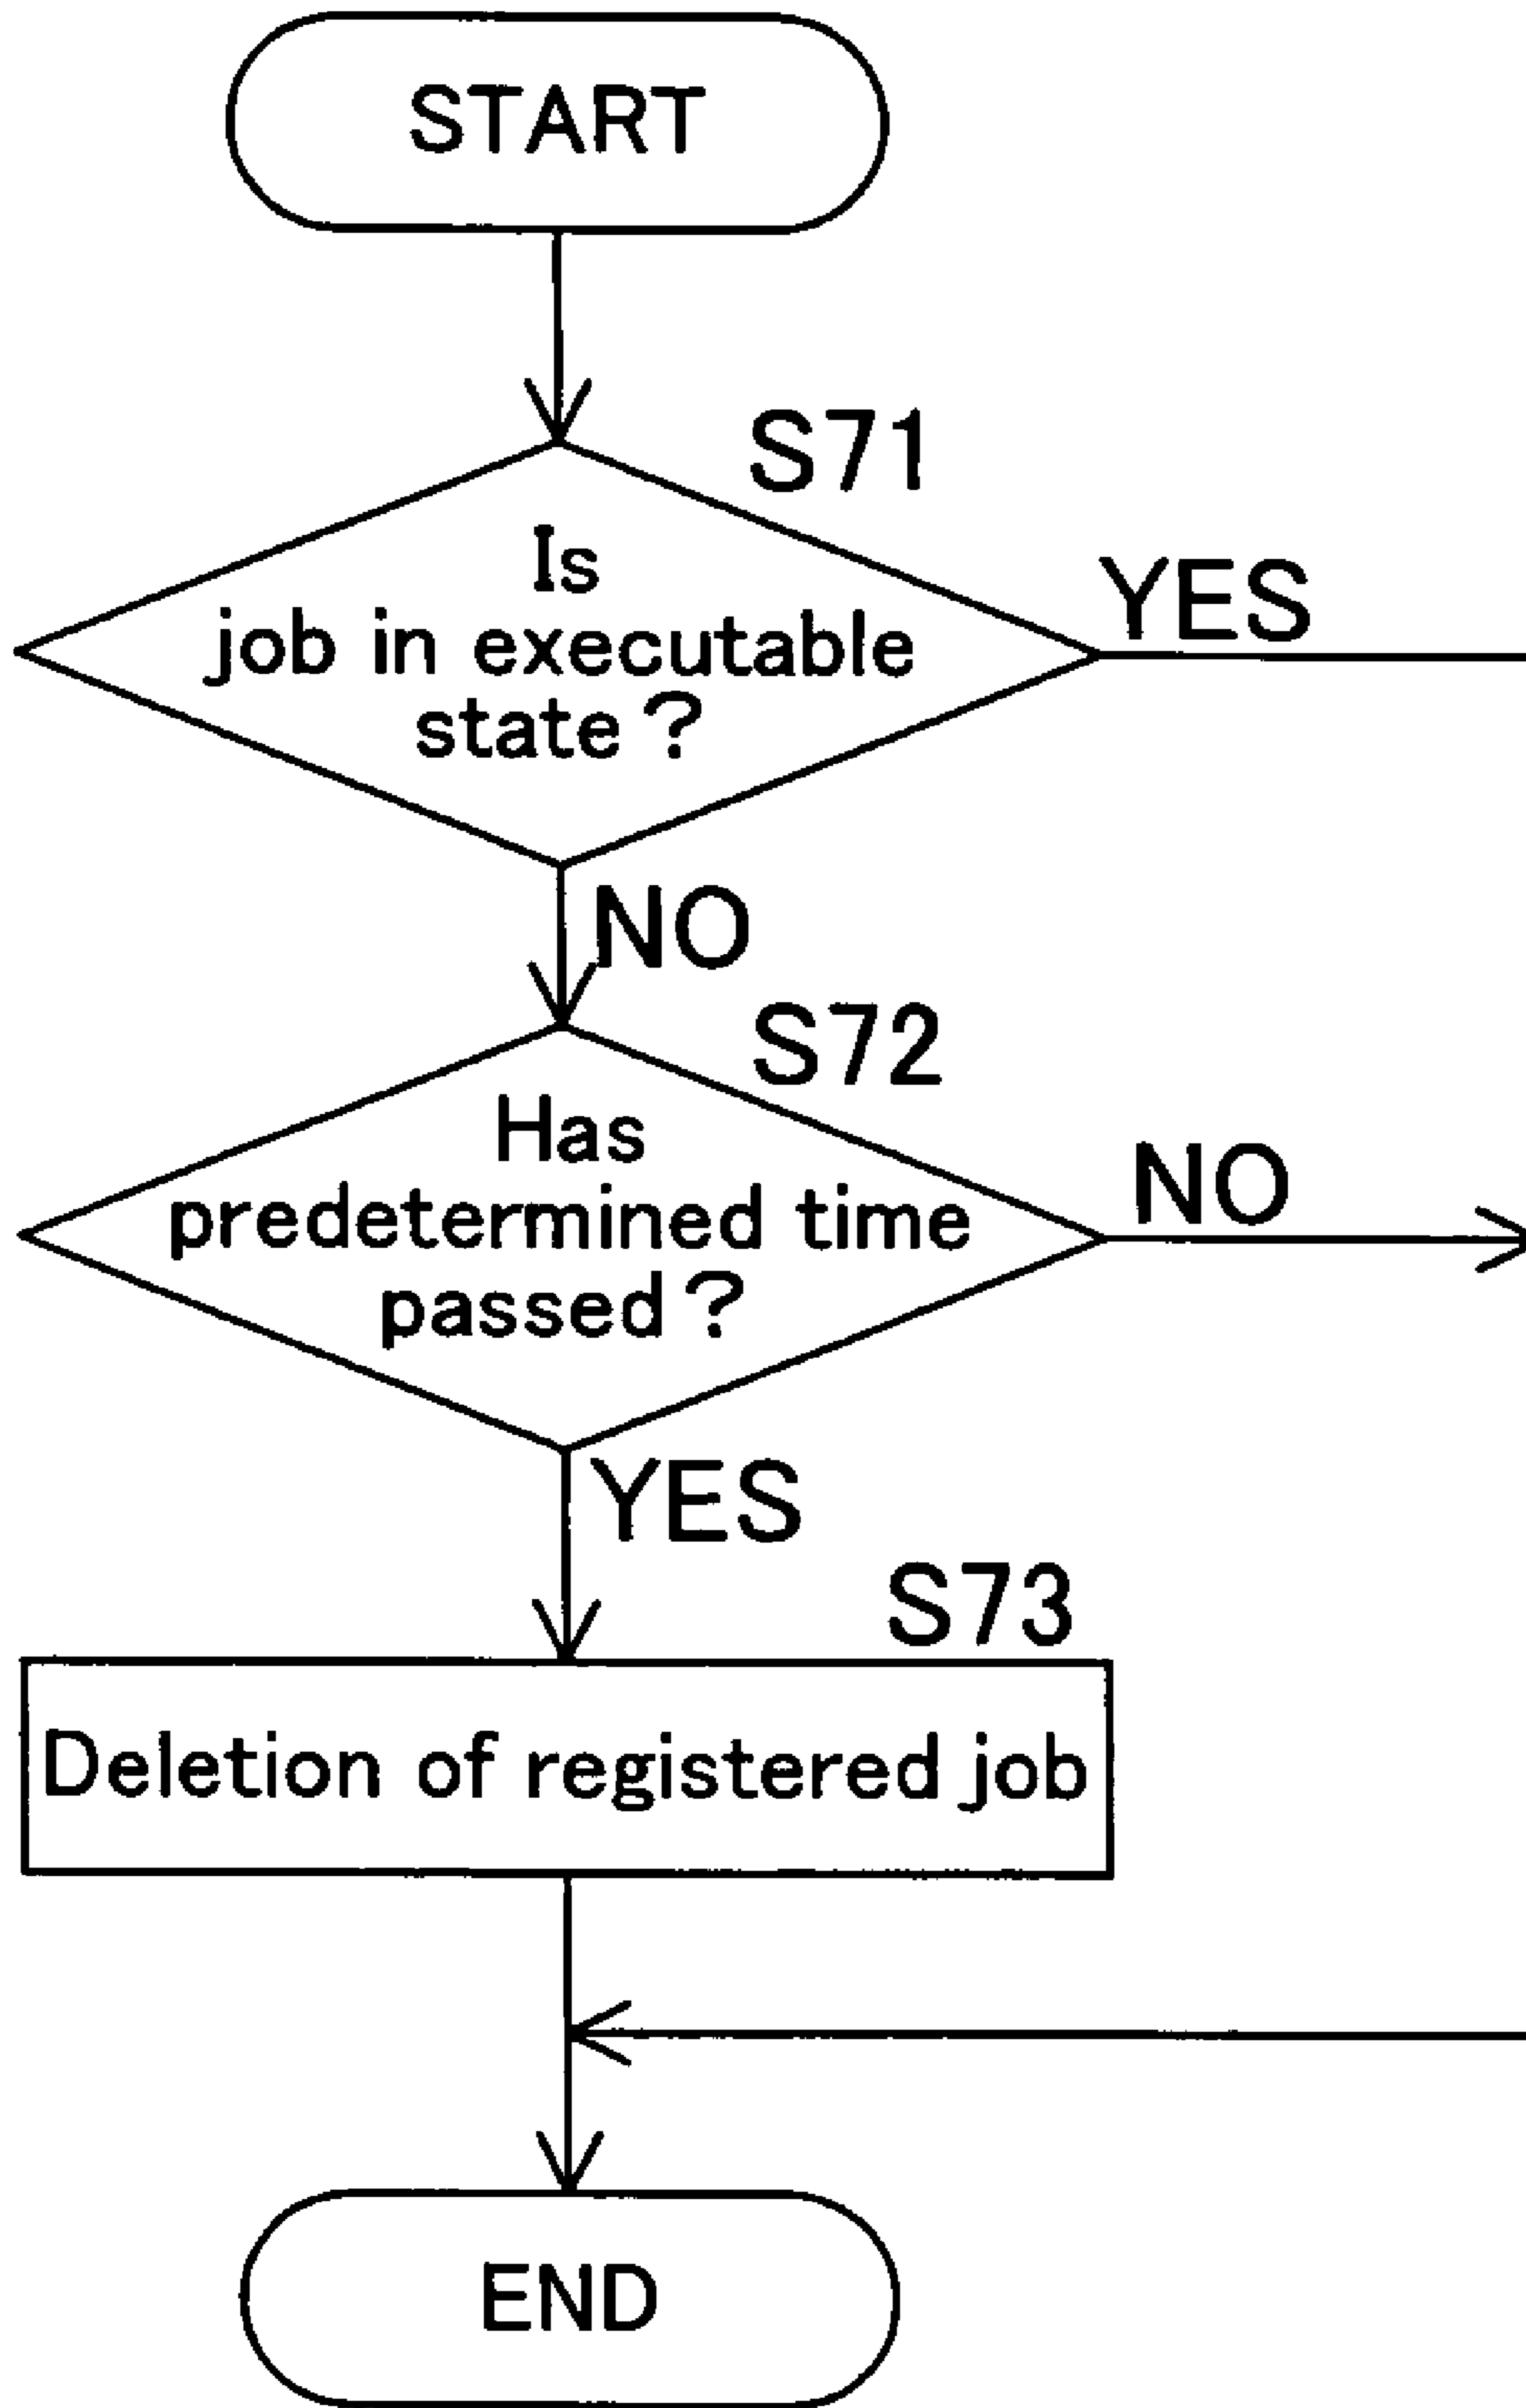 START
S71
Is
job in executable
state?
YES
NO
S72
Has
predetermined time
passed?
NO
YES
S73
Deletion of registered job
END